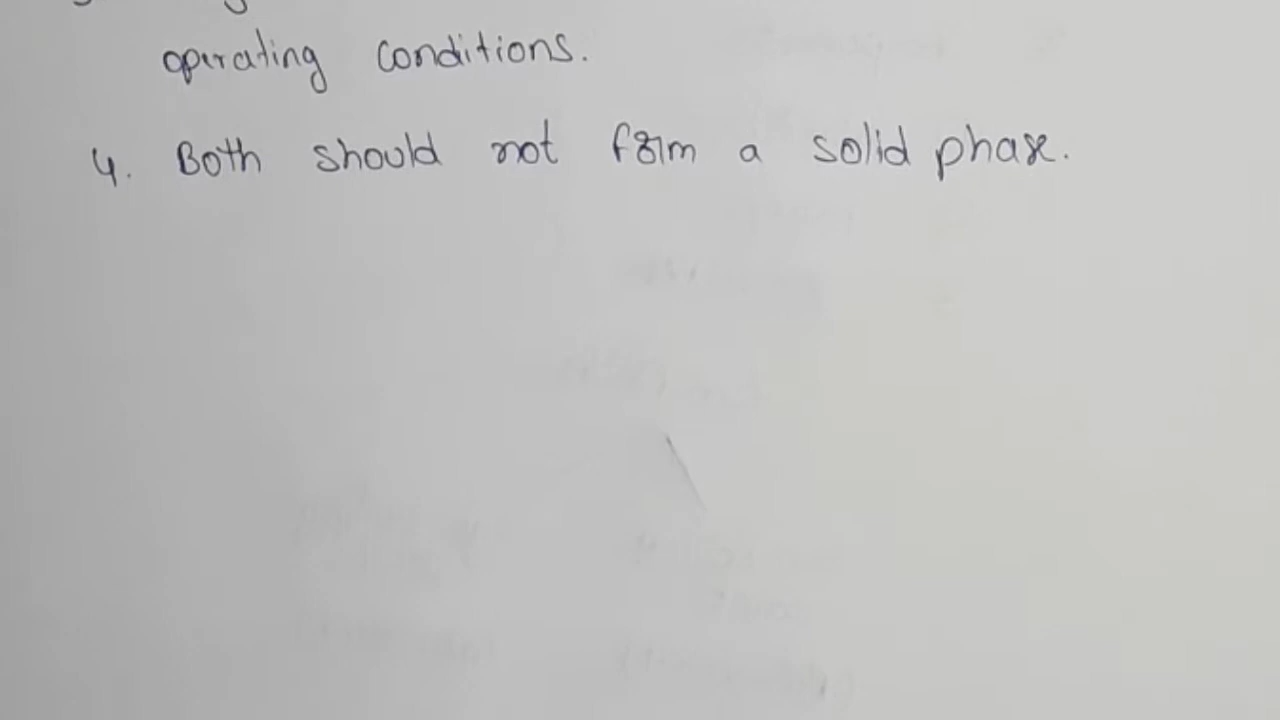 operating conditions.
4. Both should not form a solid phase.